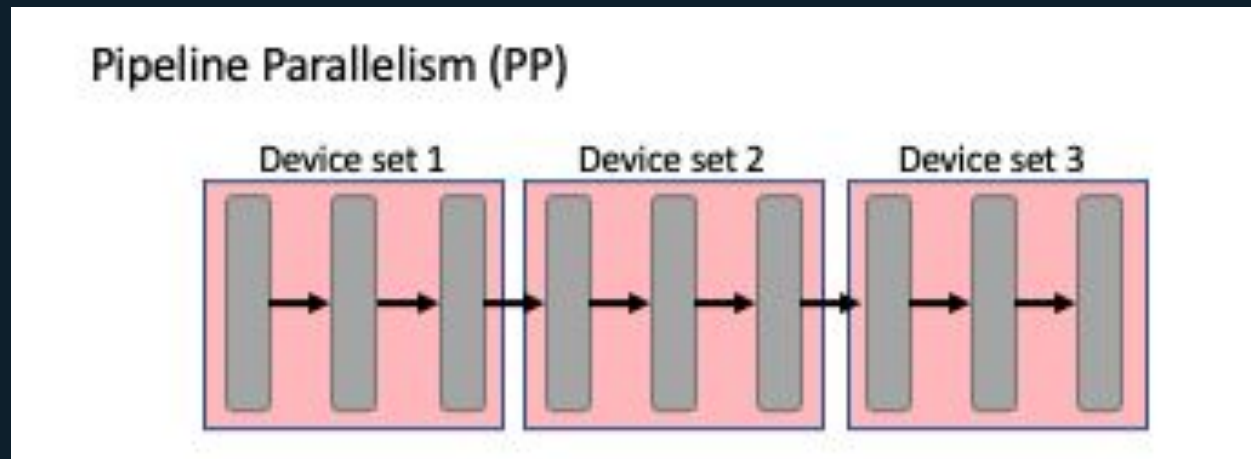 Pipeline Parallelism (PP)
Device set 1 Device set 2 Device set 3